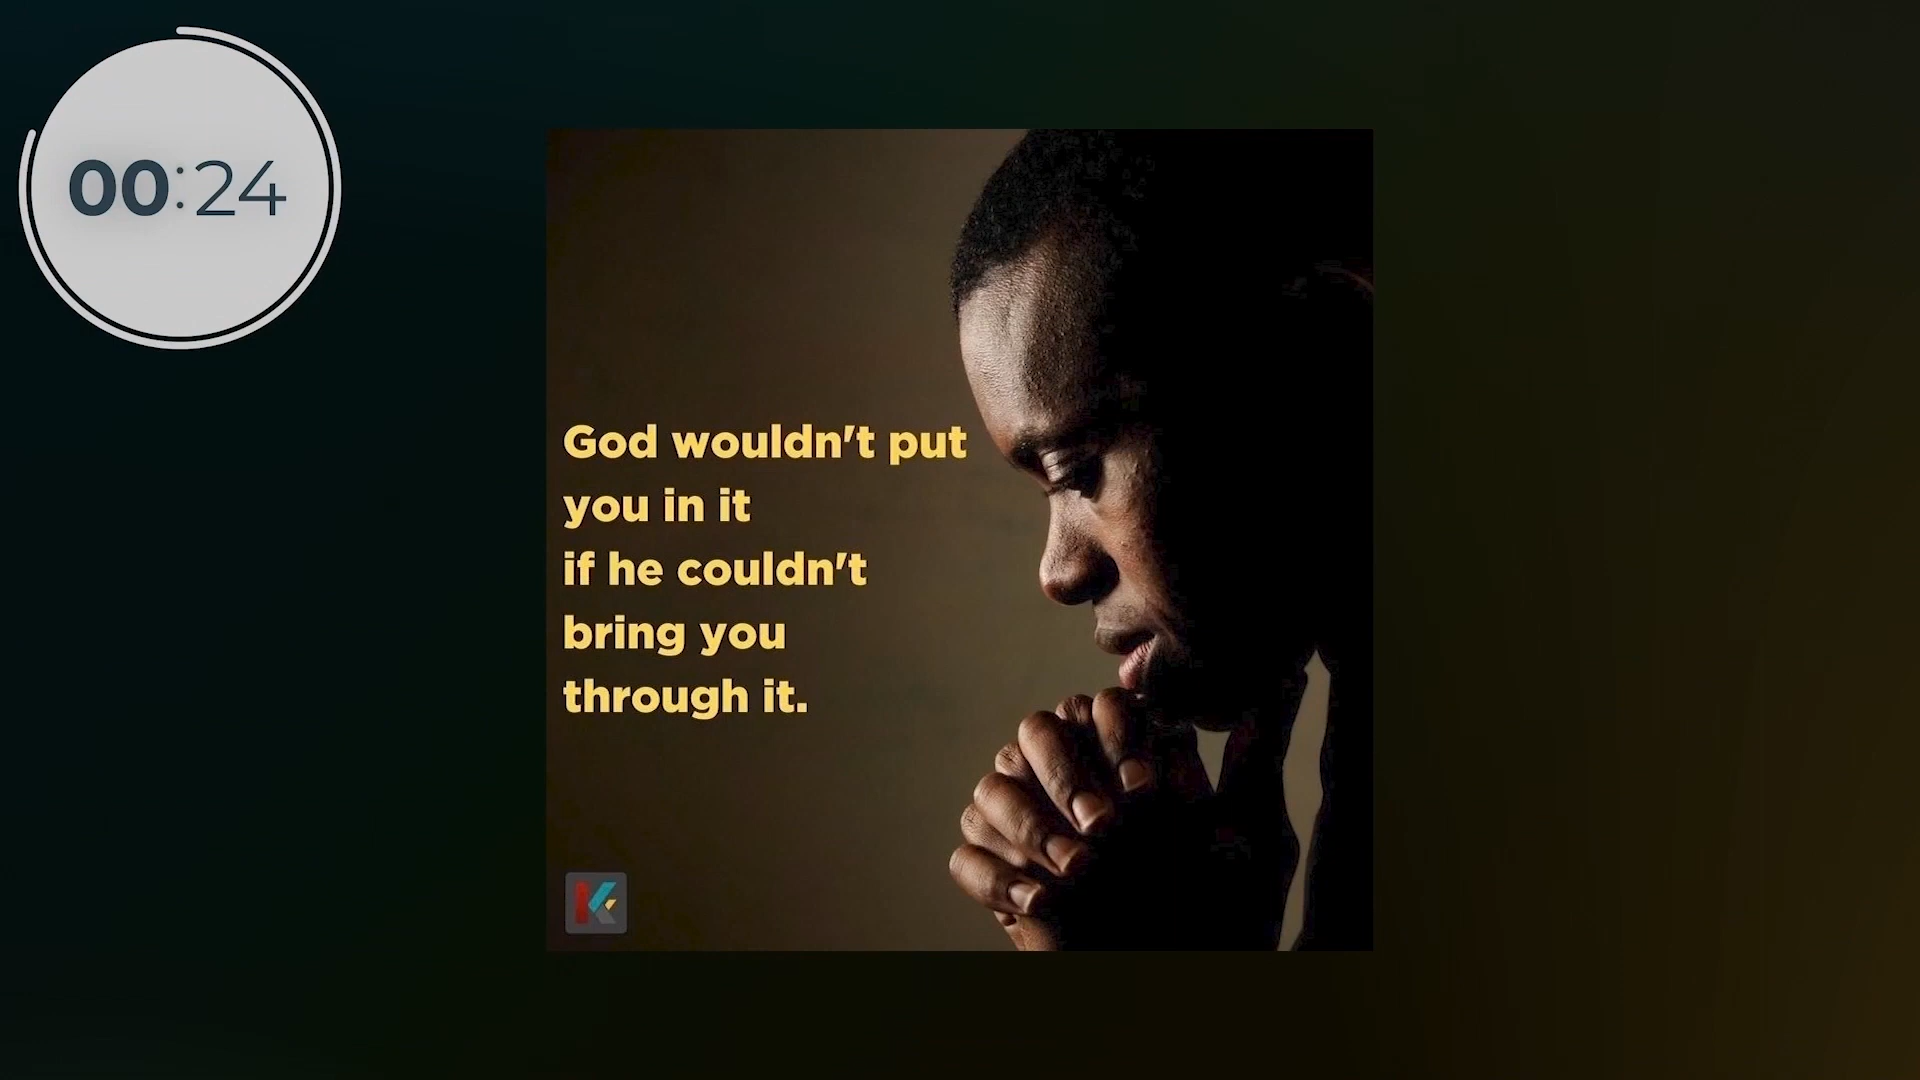 00:24
God wouldn't put
you in it
if he couldn't
bring you
through it.